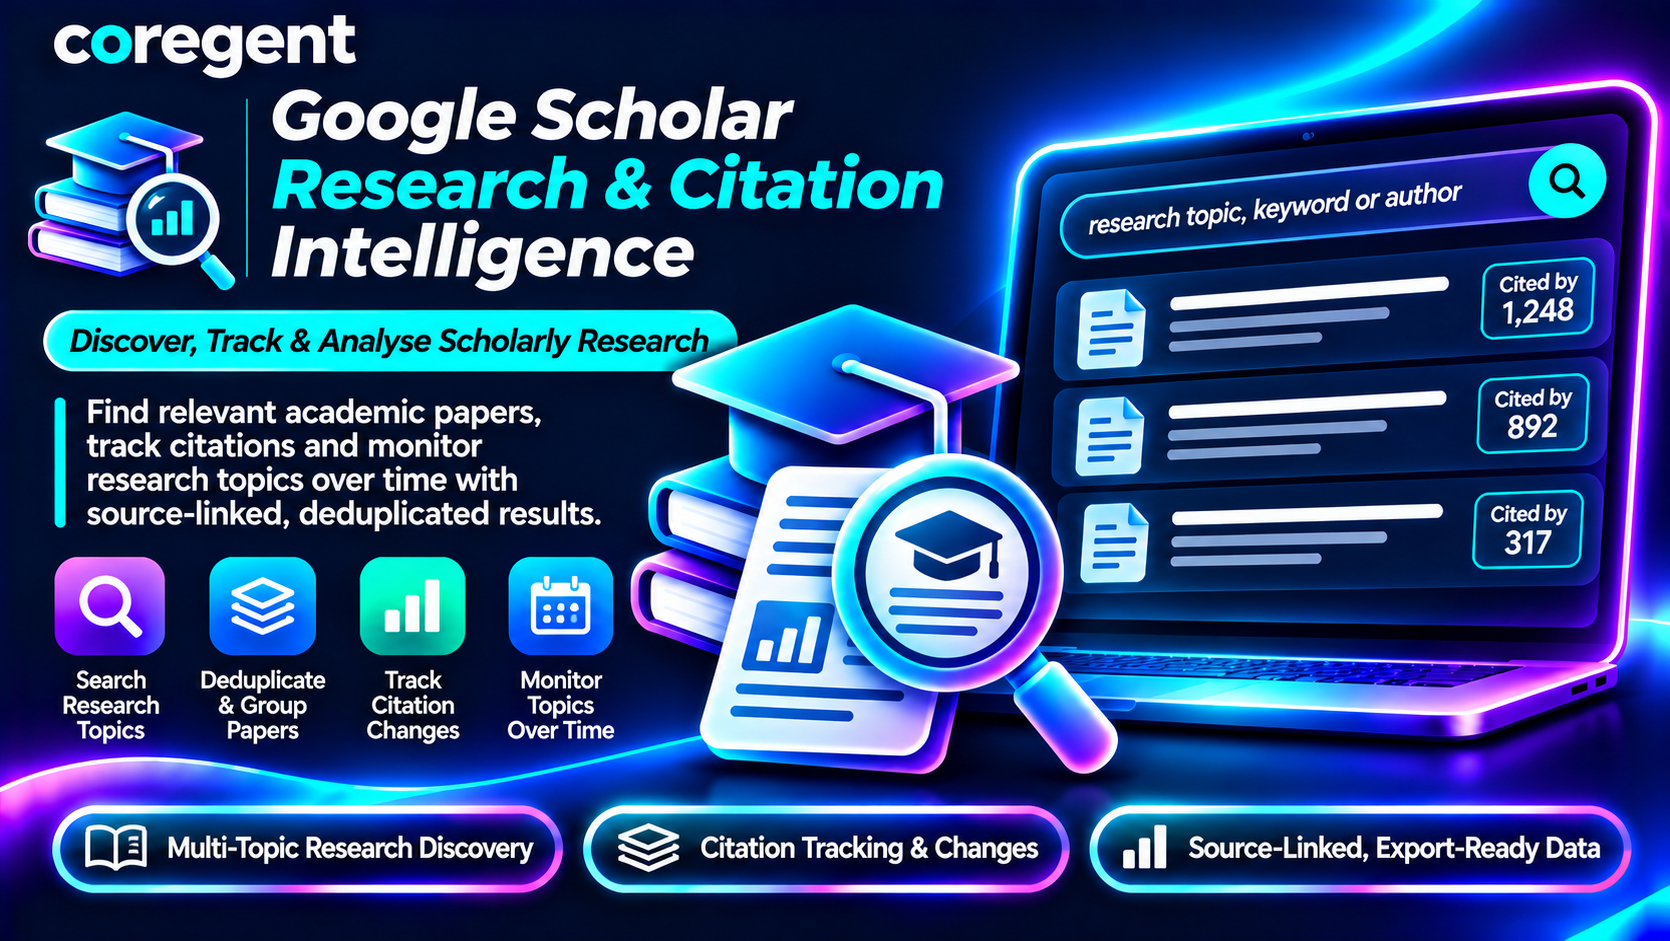 coregent
Google Scholar
Research & Citation
Intelligence
Discover, Track & Analyse Scholarly Research
Find relevant academic papers,
track citations and monitor
research topics over time with
source-linked, deduplicated results.
Search
Research
Topics
Deduplicate
& Group
Papers
Track
Citation
Changes
Monitor
Topics
Over Time
research topic, keyword or author
Cited by
1,248
Cited by
892
Cited by
317
Multi-Topic Research Discovery
Citation Tracking & Changes
Source-Linked, Export-Ready Data